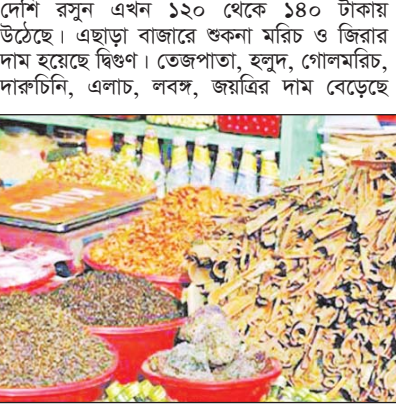 দেশি রসুন এখন ১২০ থেকে ১৪০ টাকায়
উঠেছে। এছাড়া বাজারে শুকনা মরিচ ও জিরার
দাম হয়েছে দ্বিগুণ। তেজপাতা, হলুদ, গোলমরিচ,
দারুচিনি, এলাচ, লবঙ্গ, জয়ত্রির দাম বেড়েছে